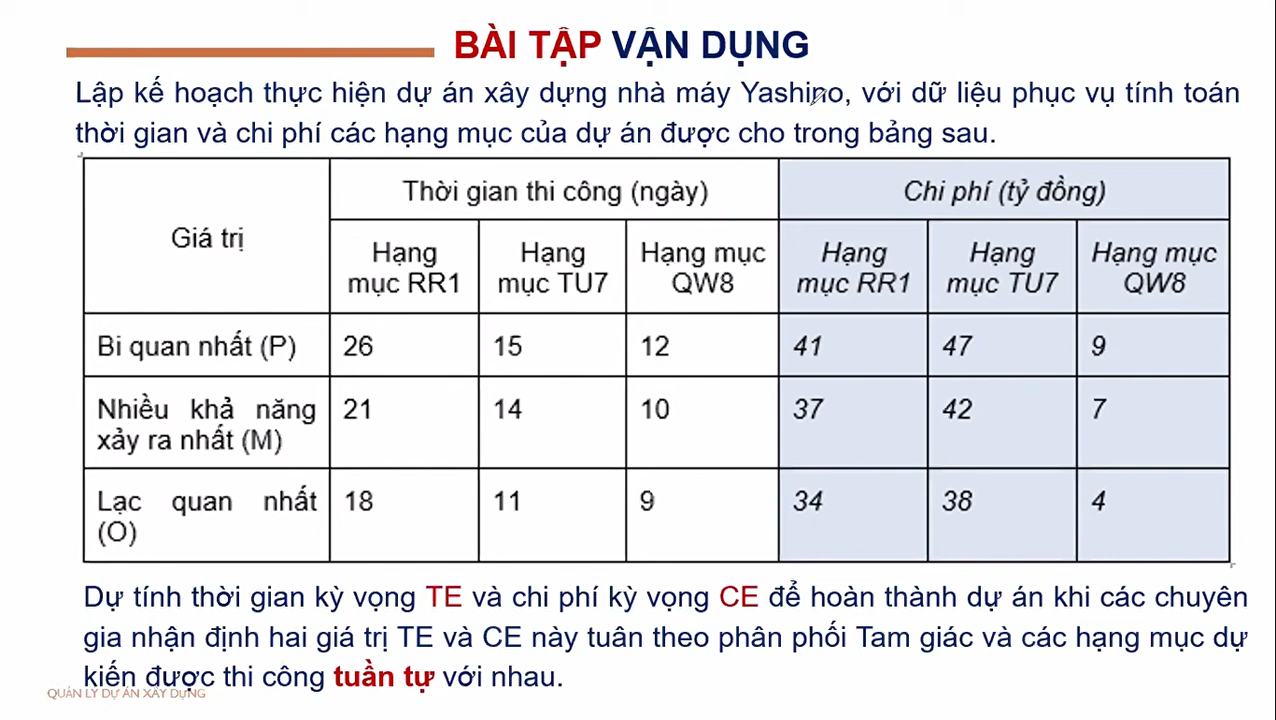 BÀI TẬP VẬN DỤNG
Lập kế hoạch thực hiện dự án xây dựng nhà máy Yashino, với dữ liệu phục vụ tính toán
thời gian và chi phí các hạng mục của dự án được cho trong bảng sau.
Giá trị
Thời gian thi công (ngày)
Chi phí (tỷ đồng)
Hạng mục RR1
Hạng mục TU7
Hạng mục QW8
Hạng mục RR1
Hạng mục TU7
Hạng mục QW8
Bi quan nhất (P) 26 15 12 41 47 9
Nhiều khả năng xảy ra nhất (M) 21 14 10 37 42 7
Lạc quan nhất (O) 18 11 9 34 38 4
Dự tính thời gian kỳ vọng TE và chi phí kỳ vọng CE để hoàn thành dự án khi các chuyên
gia nhận định hai giá trị TE và CE này tuân theo phân phối Tam giác và các hạng mục dự
kiến được thi công tuần tự với nhau.
QUẢN LÝ DỰ ÁN XÂY DỰNG